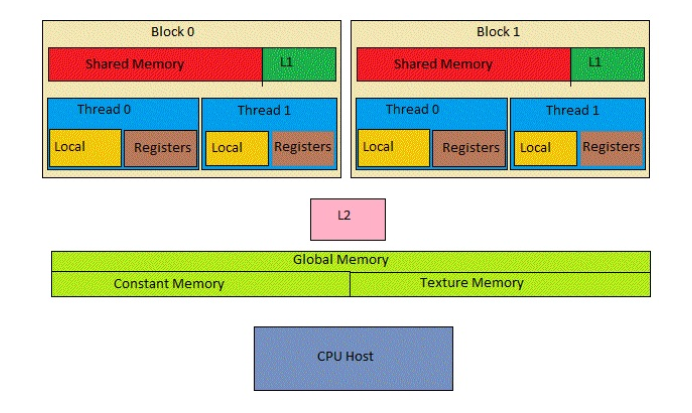 Block 0
Block 1
Shared Memory
L1
Shared Memory
L1
Thread 0
Thread 1
Thread 0
Thread 1
Local
Registers
Local
Registers
Local
Registers
Local
Registers
L2
Global Memory
Constant Memory
Texture Memory
CPU Host